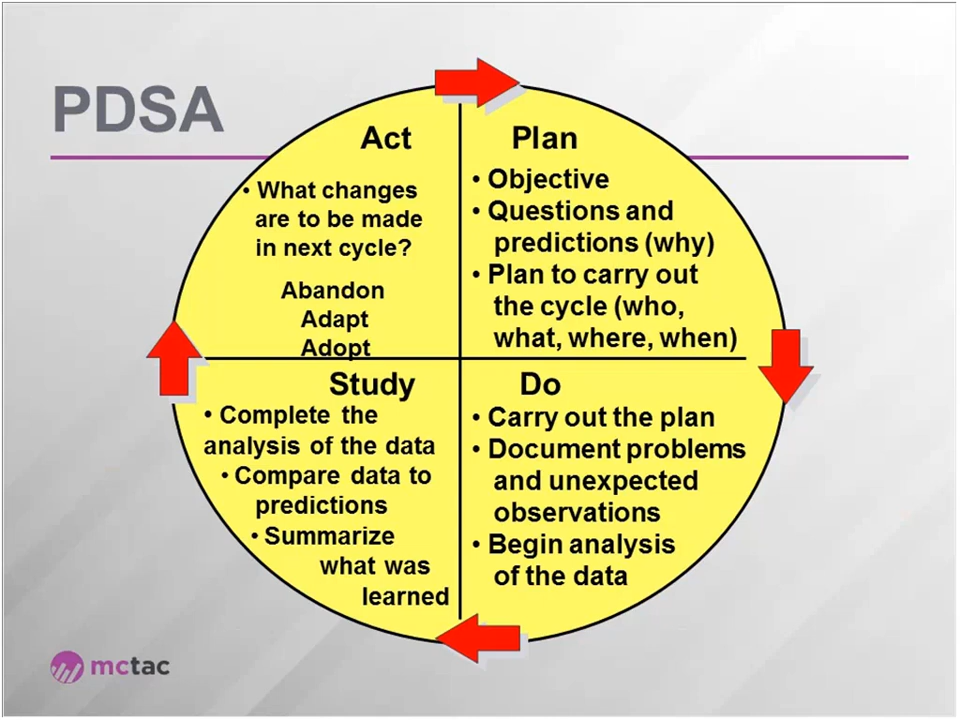 PDSA
Act
• What changes
are to be made
in next cycle?
Abandon
Adapt
Adopt
Plan
• Objective
• Questions and
predictions (why)
• Plan to carry out
the cycle (who,
what, where, when)
Study
• Complete the
analysis of the data
• Compare data to
predictions
• Summarize
what was
learned
Do
• Carry out the plan
• Document problems
and unexpected
observations
• Begin analysis
of the data
mctac